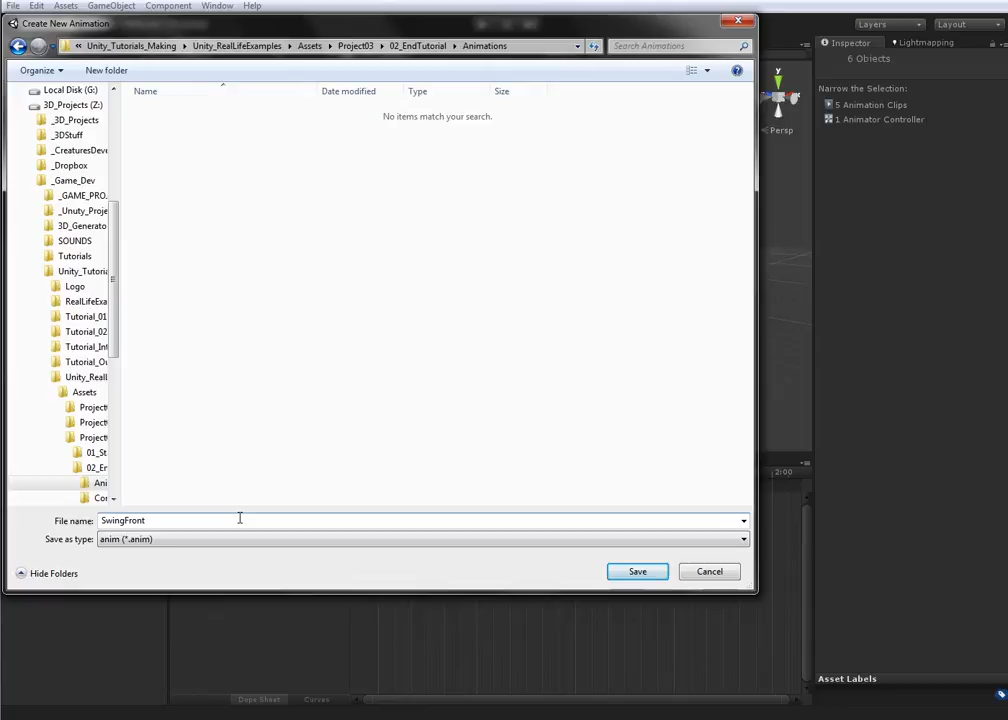 File Edit Assets GameObject Component Window Help
Create New Animation
Layers Layout
« Unity_Tutorials_Making Unity_RealLifeExamples Assets Project03 02_EndTutorial Animations Search Animations
Inspector Lightmapping
6 Objects
Organize New folder
Narrow the Selection:
5 Animation Clips
1 Animator Controller
y
Persp
Name Date modified Type Size
No items match your search.
Local Disk (G:)
3D_Projects (Z:)
_3D_Projects
_3DStuff
_CreaturesDeve
_Dropbox
_Game_Dev
_GAME_PRO.
_Unuty_Proje
3D_Generato
SOUNDS
Tutorials
Unity_Tutoria
Logo
RealLifeExa
Tutorial_01
Tutorial_02
Tutorial_Int
Tutorial_Ou
Unity_Reall
Assets
Project
Project
Project
01_St
02_Er
Ani
Cor
2:00
File name: SwingFront
Save as type: anim (*.anim)
Hide Folders Save Cancel
Asset Labels
Dope Sheet Curves